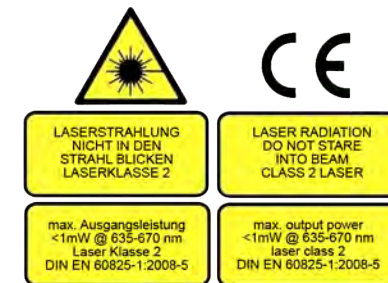 CE
LASERSTRAHLUNG
NICHT IN DEN
STRAHL BLICKEN
LASERKLASSE 2
LASER RADIATION
DO NOT STARE
INTO BEAM
CLASS 2 LASER
max. Ausgangsleistung
<1mW @ 635-670 nm
Laser Klasse 2
DIN EN 60825-1:2008-5
max. output power
<1mW @ 635-670 nm
laser class 2
DIN EN 60825-1:2008-5